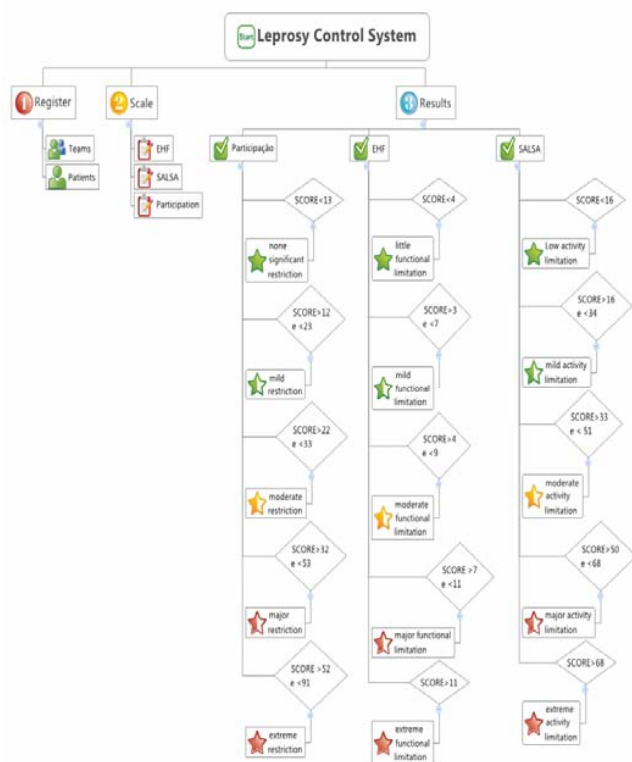 Start Leprosy Control System
1 Register
2 Scale
3 Results
Teams
Patients
EHF
SALSA
Participation
Participação
SCORE<13
none
significant
restriction
SCORE>12
e <23
mild
restriction
SCORE>22
e <33
moderate
restriction
SCORE>32
e <53
major
restriction
SCORE >52
e <91
extreme
restriction
EHF
SCORE<4
little
functional
limitation
SCORE>3
e <7
mild
functional
limitation
SCORE>4
e <9
moderate
functional
limitation
SCORE >7
e <11
major functional
limitation
SCORE>11
extreme
functional
limitation
SALSA
SCORE<16
Low activity
limitation
SCORE>16
e <34
mild activity
limitation
SCORE>33
e < 51
moderate
activity
limitation
SCORE>50
e <68
major activity
limitation
SCORE>68
extreme
activity
limitation